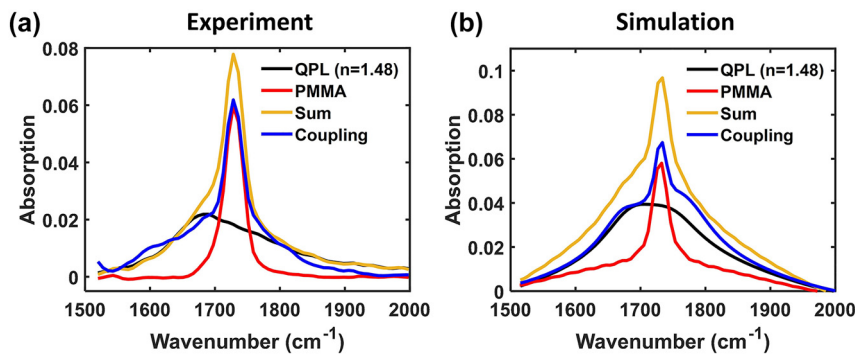 (a) Experiment
0.08
0.06
0.04
0.02
0
Absorption
QPL (n=1.48)
PMMA
Sum
Coupling
1500 1600 1700 1800 1900 2000
Wavenumber (cm⁻¹)
(b) Simulation
0.1
0.08
0.06
0.04
0.02
0
Absorption
QPL (n=1.48)
PMMA
Sum
Coupling
1500 1600 1700 1800 1900 2000
Wavenumber (cm⁻¹)